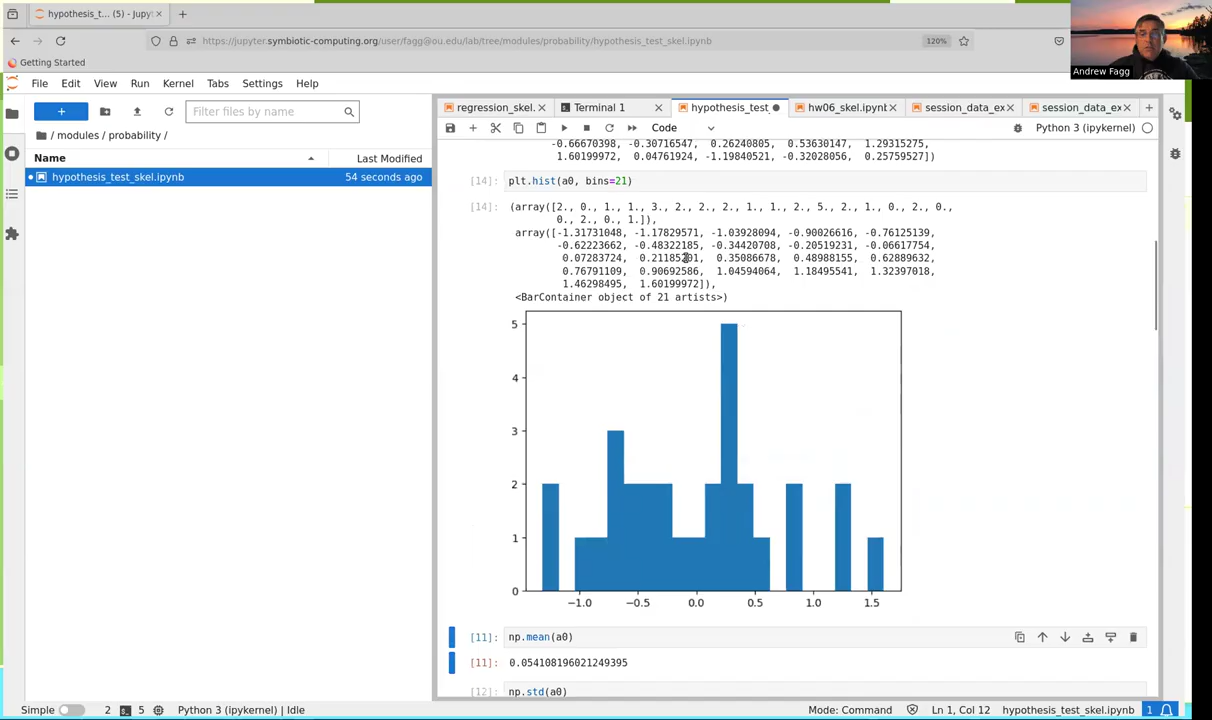 hypothesis_t… (5) - Jupyt
https://jupyter.symbiotic-computing.org/user/fagg@ou.edu/lab/tree/modules/probability/hypothesis_test_skel.ipynb
120%
Getting Started
Andrew Fagg
File Edit View Run Kernel Tabs Settings Help
Filter files by name
/ modules / probability /
Name Last Modified
hypothesis_test_skel.ipynb 54 seconds ago
regression_skel. Terminal 1 hypothesis_test_ hw06_skel.ipynb session_data_ex session_data_ex
Code Python 3 (ipykernel)
-0.66670398, -0.30716547, 0.26240805, 0.53630147, 1.29315275,
1.60199972, 0.04761924, -1.19840521, -0.32028056, 0.25759527])
[14]: plt.hist(a0, bins=21)
[14]: (array([2., 0., 1., 1., 3., 2., 2., 2., 1., 1., 2., 5., 2., 1., 0., 2., 0.,
0., 2., 0., 1.]),
array([-1.31731048, -1.17829571, -1.03928094, -0.90026616, -0.76125139,
-0.62223662, -0.48322185, -0.34420708, -0.20519231, -0.06617754,
0.07283724, 0.21185201, 0.35086678, 0.48988155, 0.62889632,
0.76791109, 0.90692586, 1.04594064, 1.18495541, 1.32397018,
1.46298495, 1.60199972]),
<BarContainer object of 21 artists>)
5
4
3
2
1
0
−1.0 −0.5 0.0 0.5 1.0 1.5
[11]: np.mean(a0)
[11]: 0.054108196021249395
[12]: np.std(a0)
Simple 2 5 Python 3 (ipykernel) | Idle Mode: Command Ln 1, Col 12 hypothesis_test_skel.ipynb 1